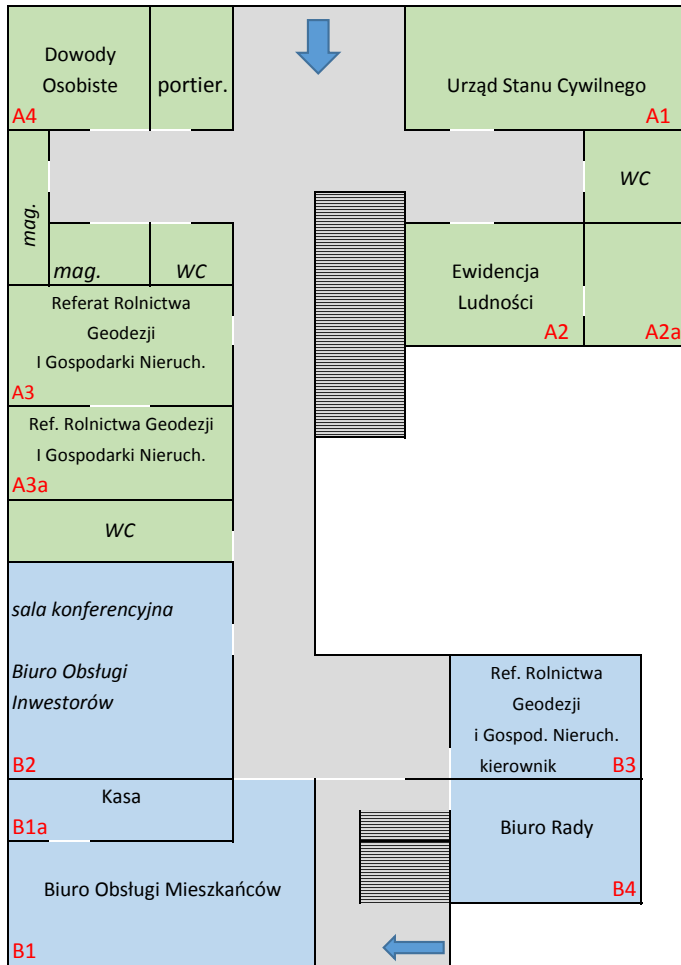 Dowody
Osobiste
A4
portier.
Urząd Stanu Cywilnego
A1
mag.
WC
mag.
WC
Ewidencja
Ludności
A2
A2a
Referat Rolnictwa
Geodezji
I Gospodarki Nieruch.
A3
Ref. Rolnictwa Geodezji
I Gospodarki Nieruch.
A3a
WC
sala konferencyjna
Biuro Obsługi
Inwestorów
B2
Ref. Rolnictwa
Geodezji
i Gospod. Nieruch.
kierownik
B3
Kasa
B1a
Biuro Rady
B4
Biuro Obsługi Mieszkańców
B1